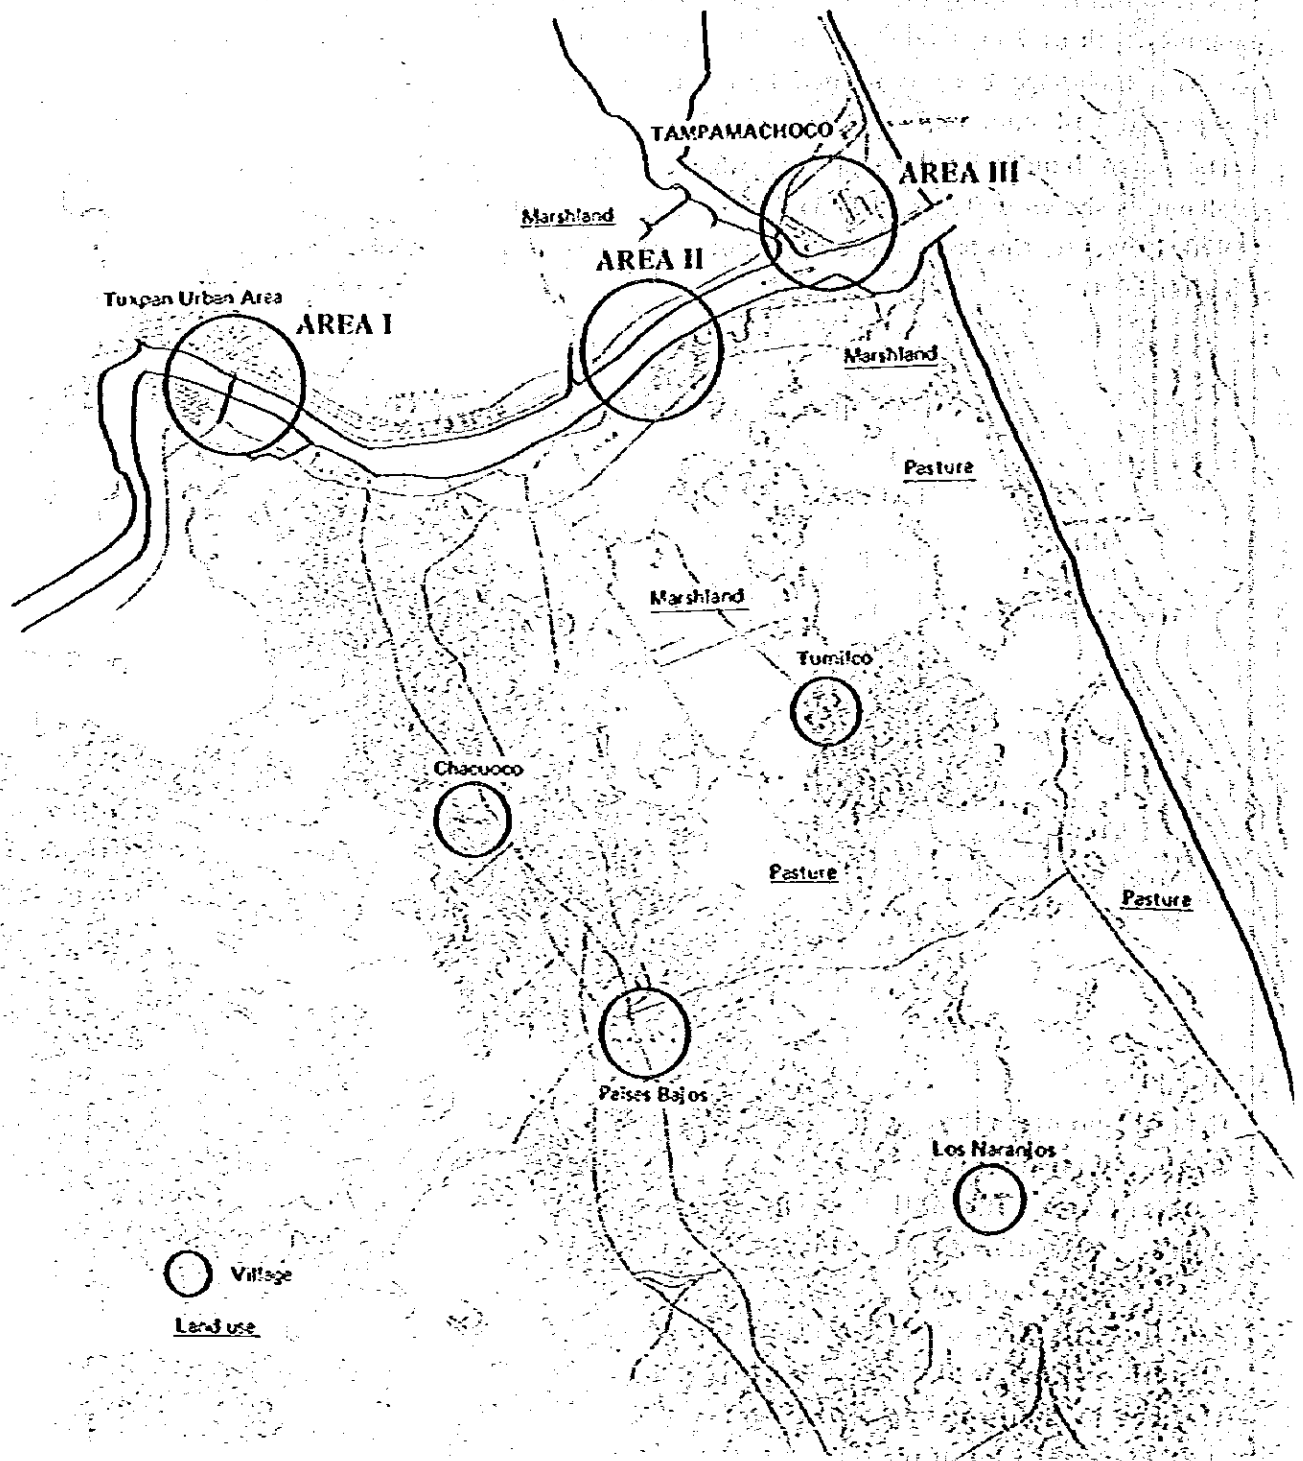 TAMPAMACHOCO
AREA III
Marshland
AREA II
Tuxpan Urban Area
AREA I
Marshland
Pasture
Marshland
Tumilco
Chacuoco
Pasture
Pasture
Paises Bajos
Los Naranjos
Village
Land use